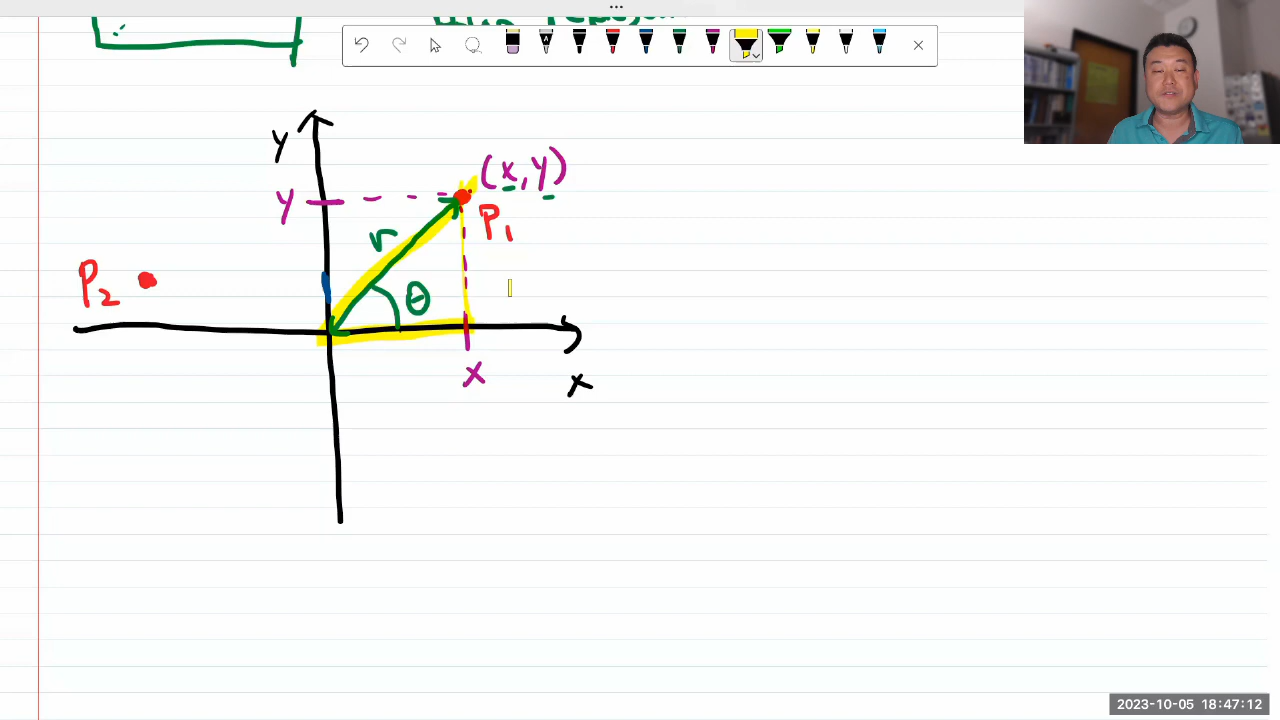 y
(x, y)
y
P1
r
P2
θ
x
x
2023-10-05 18:47:12